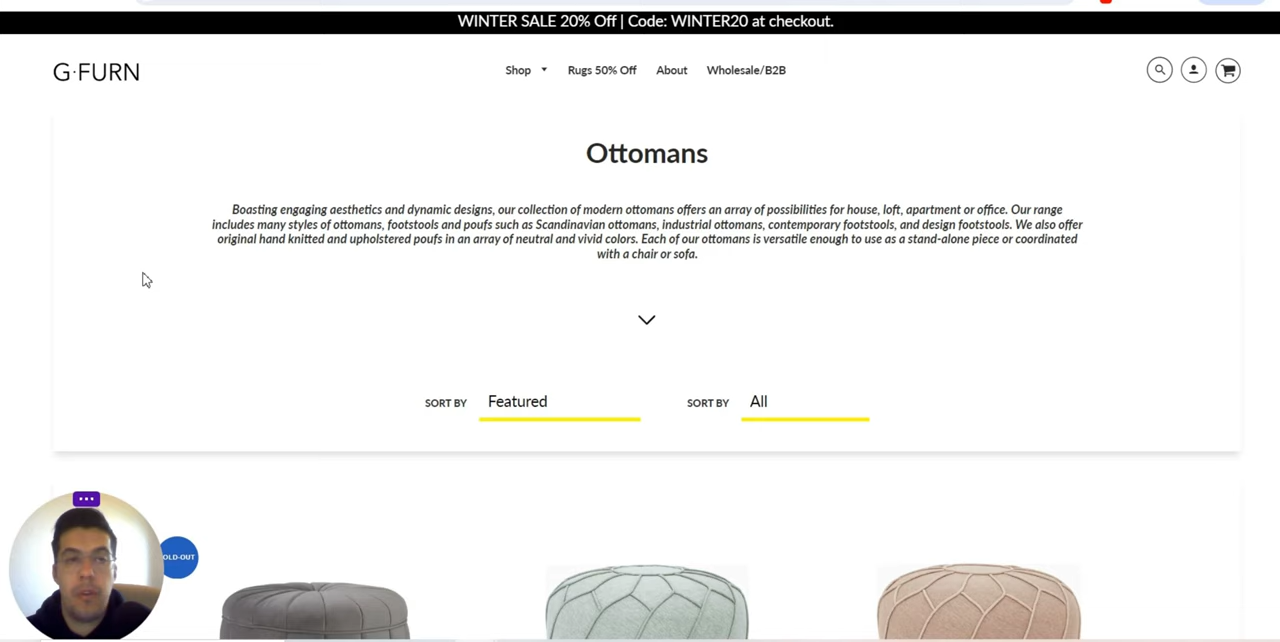 WINTER SALE 20% Off | Code: WINTER20 at checkout.
G·FURN
Shop
Rugs 50% Off
About
Wholesale/B2B
Ottomans
Boasting engaging aesthetics and dynamic designs, our collection of modern ottomans offers an array of possibilities for house, loft, apartment or office. Our range
includes many styles of ottomans, footstools and poufs such as Scandinavian ottomans, industrial ottomans, contemporary footstools, and design footstools. We also offer
original hand knitted and upholstered poufs in an array of neutral and vivid colors. Each of our ottomans is versatile enough to use as a stand-alone piece or coordinated
with a chair or sofa.
SORT BY Featured
SORT BY All
OLD-OUT